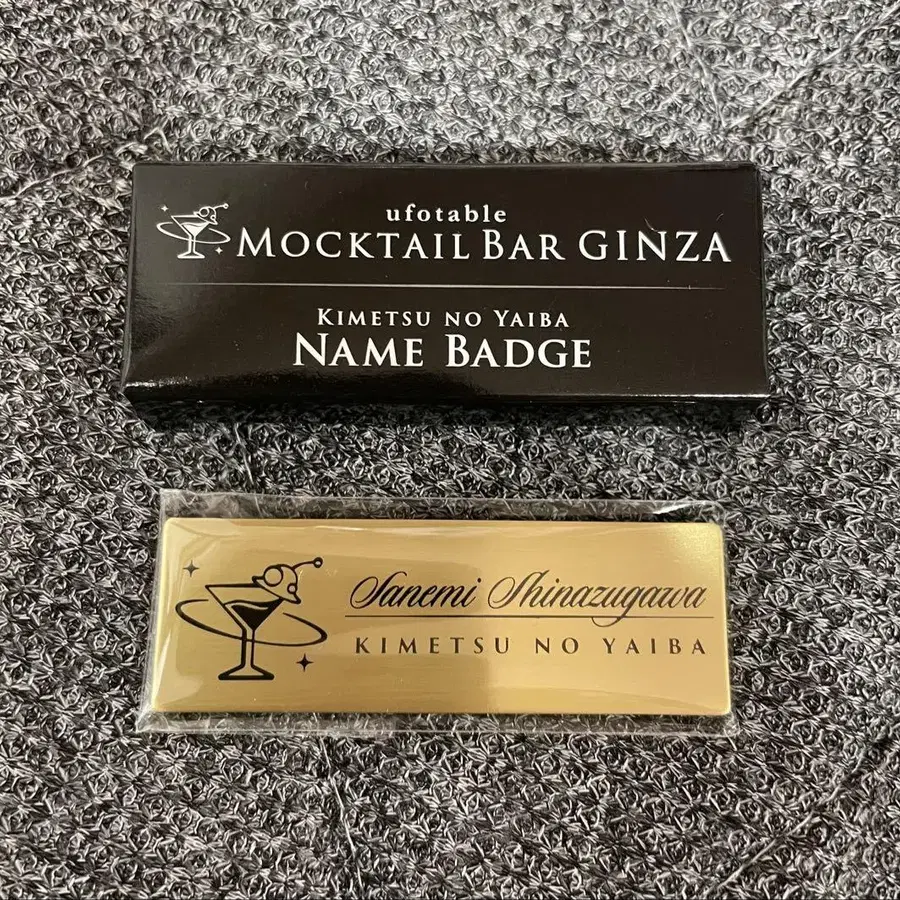 ufotable
MOCKTAIL BAR GINZA
KIMETSU NO YAIBA
NAME BADGE
Sanemi Shinazugawa
KIMETSU NO YAIBA